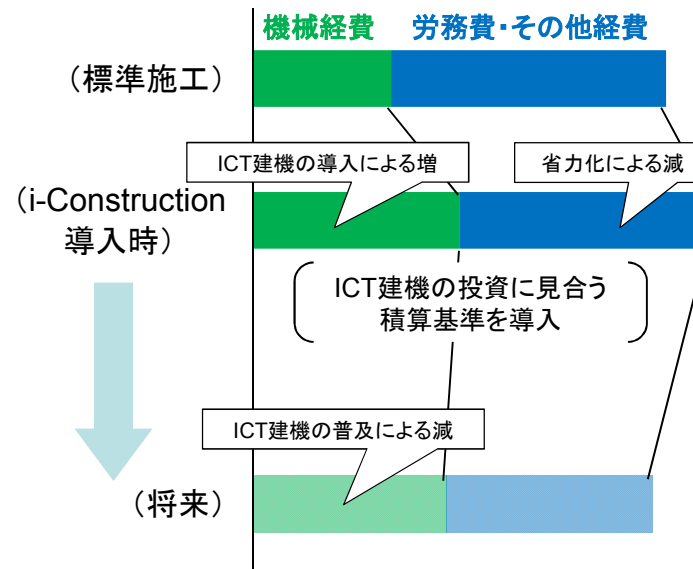 機械経費 労務費・その他経費
（標準施工）
ICT建機の導入による増
省力化による減
（i-Construction
導入時）
ICT建機の投資に見合う
積算基準を導入
ICT建機の普及による減
（将来）